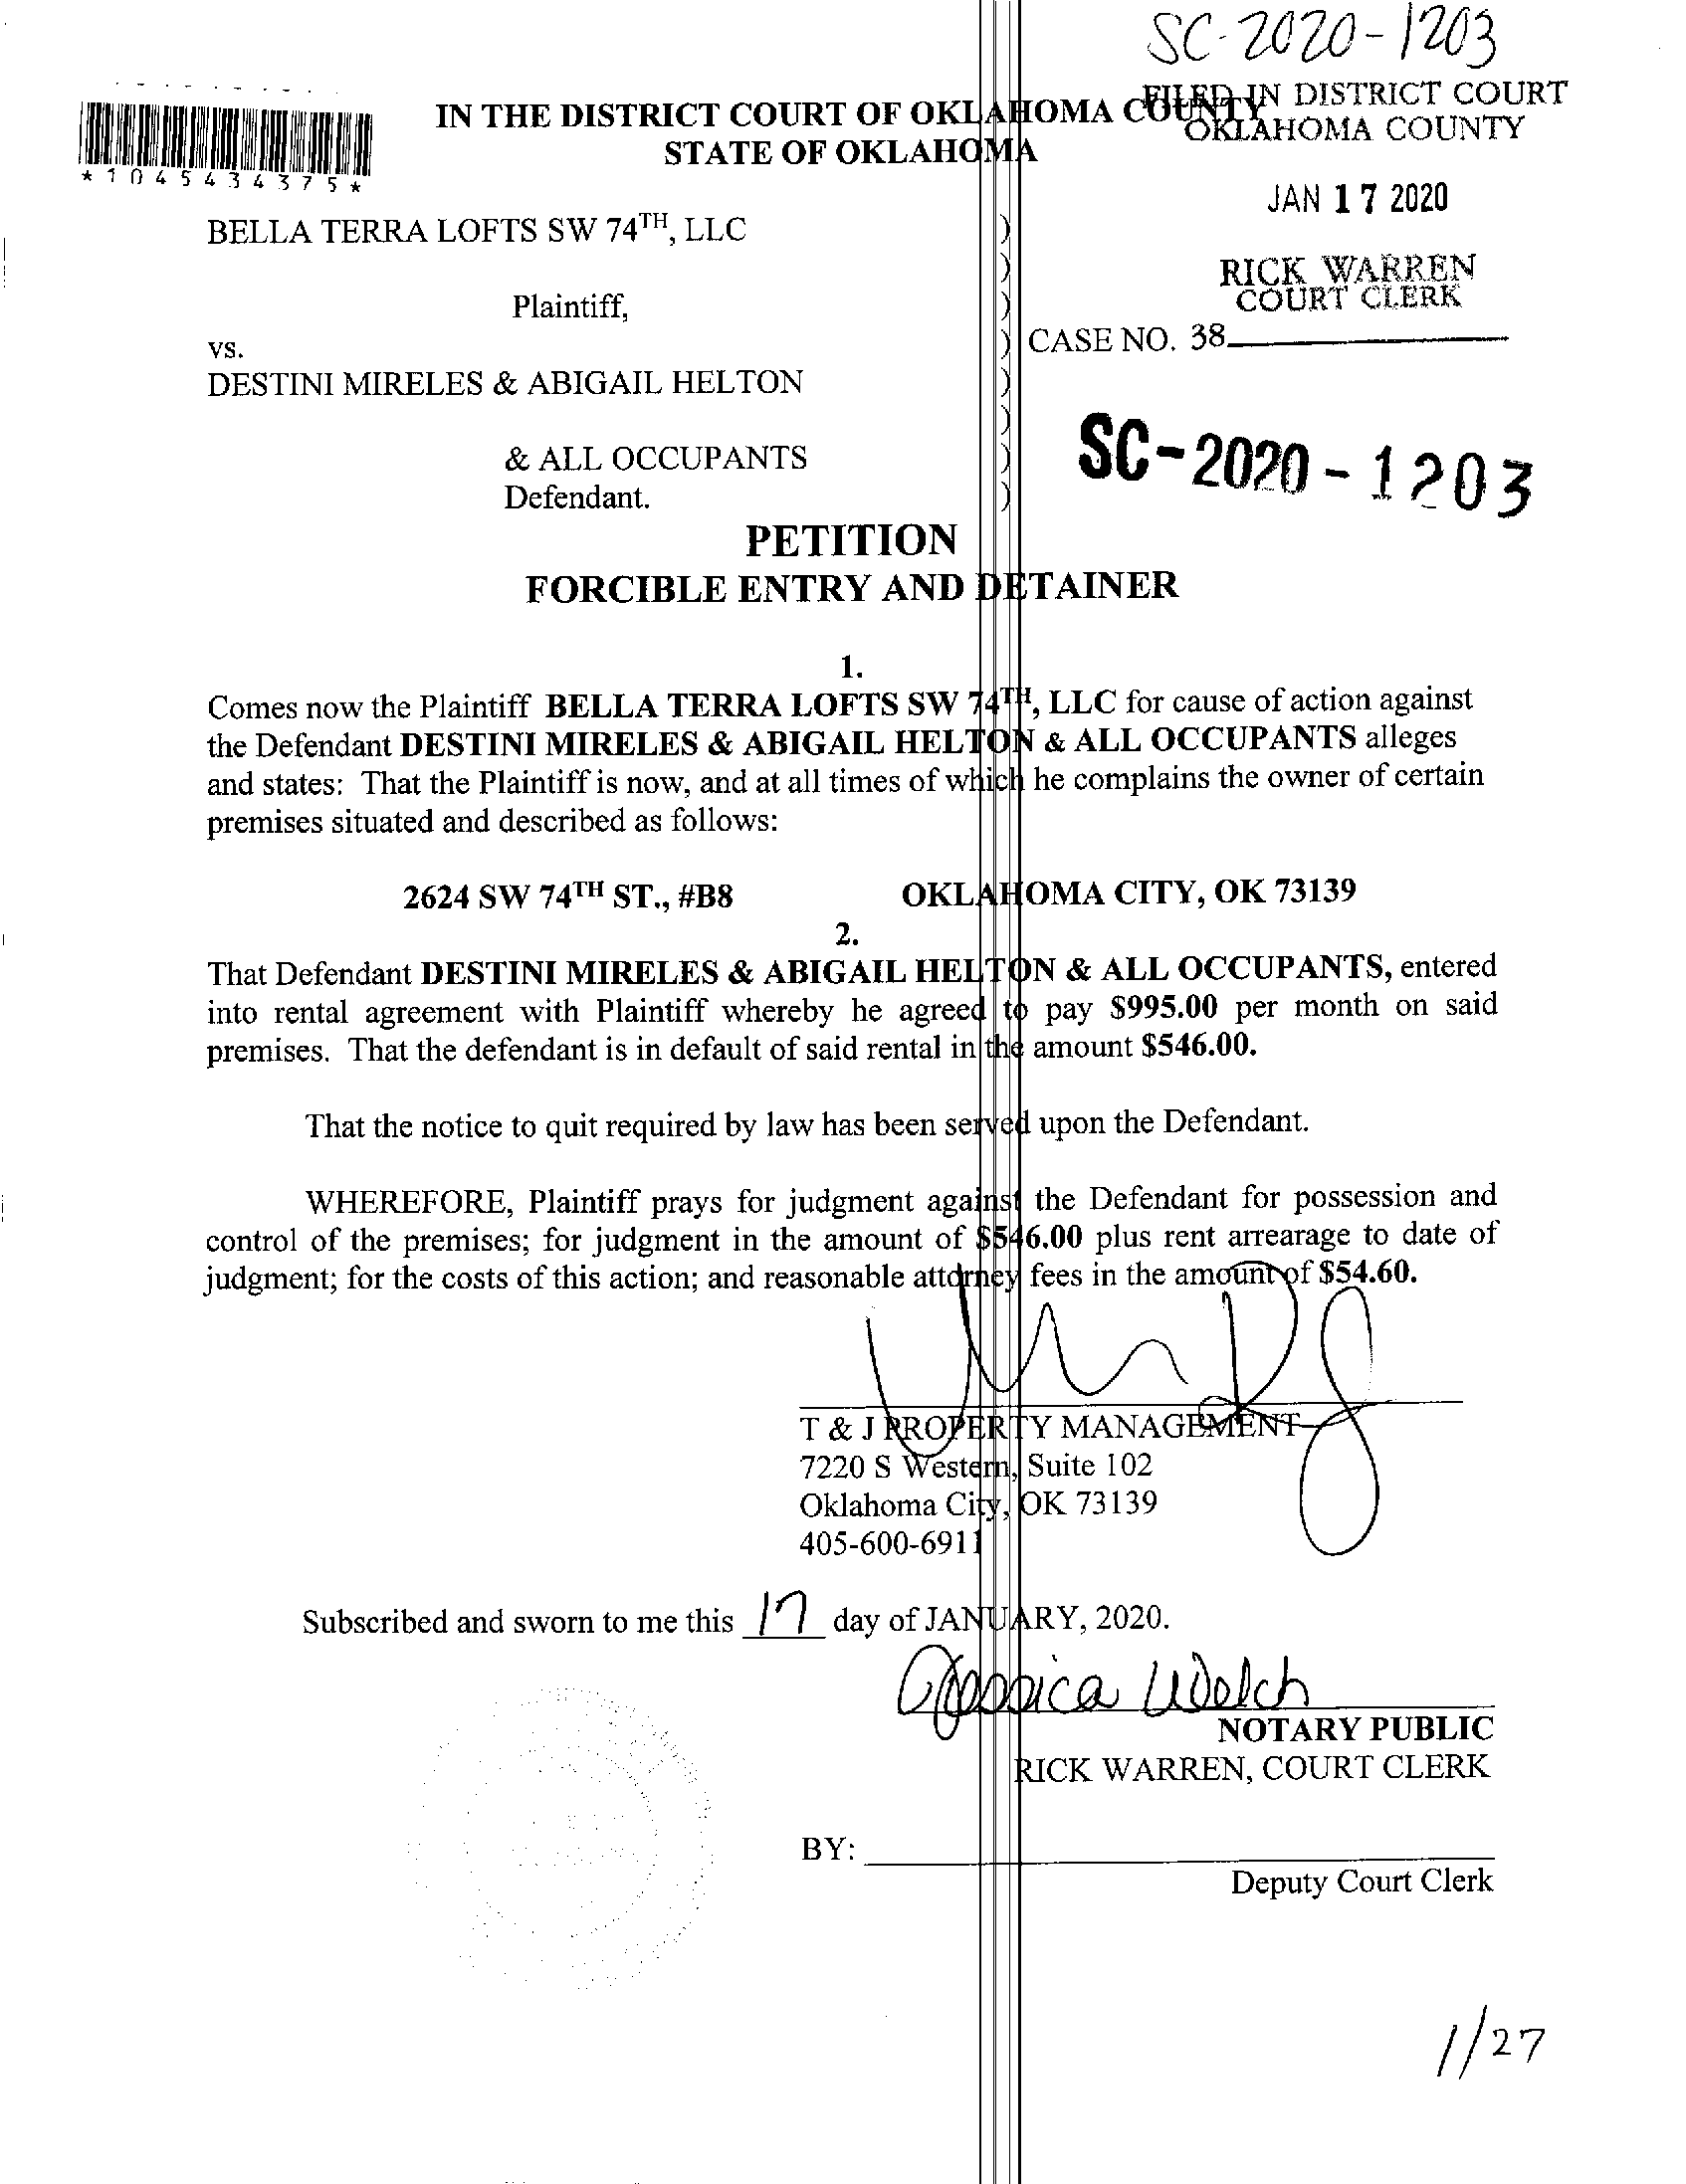 SC-2020-1203
FILED IN DISTRICT COURT
OKLAHOMA COUNTY
IN THE DISTRICT COURT OF OKLAHOMA COUNTY
STATE OF OKLAHOMA
*1045434375*
JAN 17 2020
BELLA TERRA LOFTS SW 74TH, LLC )
)
RICK WARREN
COURT CLERK
Plaintiff, )
vs. ) CASE NO. 38
DESTINI MIRELES & ABIGAIL HELTON )
)
& ALL OCCUPANTS )
Defendant. )
SC-2020-1203
PETITION
FORCIBLE ENTRY AND DETAINER
1.
Comes now the Plaintiff BELLA TERRA LOFTS SW 74TH, LLC for cause of action against
the Defendant DESTINI MIRELES & ABIGAIL HELTON & ALL OCCUPANTS alleges
and states: That the Plaintiff is now, and at all times of which he complains the owner of certain
premises situated and described as follows:
2624 SW 74TH ST., #B8 OKLAHOMA CITY, OK 73139
2.
That Defendant DESTINI MIRELES & ABIGAIL HELTON & ALL OCCUPANTS, entered
into rental agreement with Plaintiff whereby he agreed to pay $995.00 per month on said
premises. That the defendant is in default of said rental in the amount $546.00.
That the notice to quit required by law has been served upon the Defendant.
WHEREFORE, Plaintiff prays for judgment against the Defendant for possession and
control of the premises; for judgment in the amount of $546.00 plus rent arrearage to date of
judgment; for the costs of this action; and reasonable attorney fees in the amount of $54.60.
T & J PROPERTY MANAGEMENT
7220 S Western, Suite 102
Oklahoma City, OK 73139
405-600-6911
Subscribed and sworn to me this 17 day of JANUARY, 2020.
Jessica Welch
NOTARY PUBLIC
RICK WARREN, COURT CLERK
BY:
Deputy Court Clerk
1/27